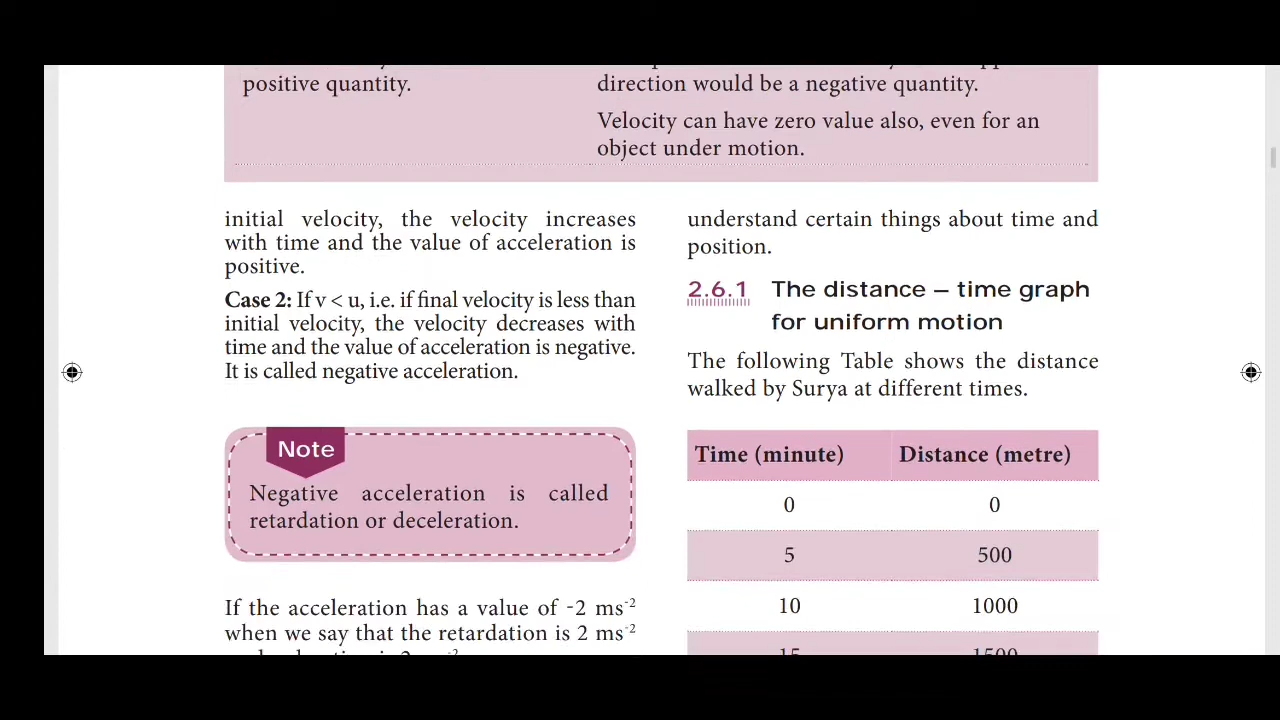 positive quantity.
direction would be a negative quantity.
Velocity can have zero value also, even for an
object under motion.
initial velocity, the velocity increases
with time and the value of acceleration is
positive.
Case 2: If v < u, i.e. if final velocity is less than
initial velocity, the velocity decreases with
time and the value of acceleration is negative.
It is called negative acceleration.
Note
Negative acceleration is called
retardation or deceleration.
If the acceleration has a value of -2 ms⁻²
when we say that the retardation is 2 ms⁻²
understand certain things about time and
position.
2.6.1 The distance – time graph
for uniform motion
The following Table shows the distance
walked by Surya at different times.
Time (minute) Distance (metre)
0 0
5 500
10 1000
15 1500